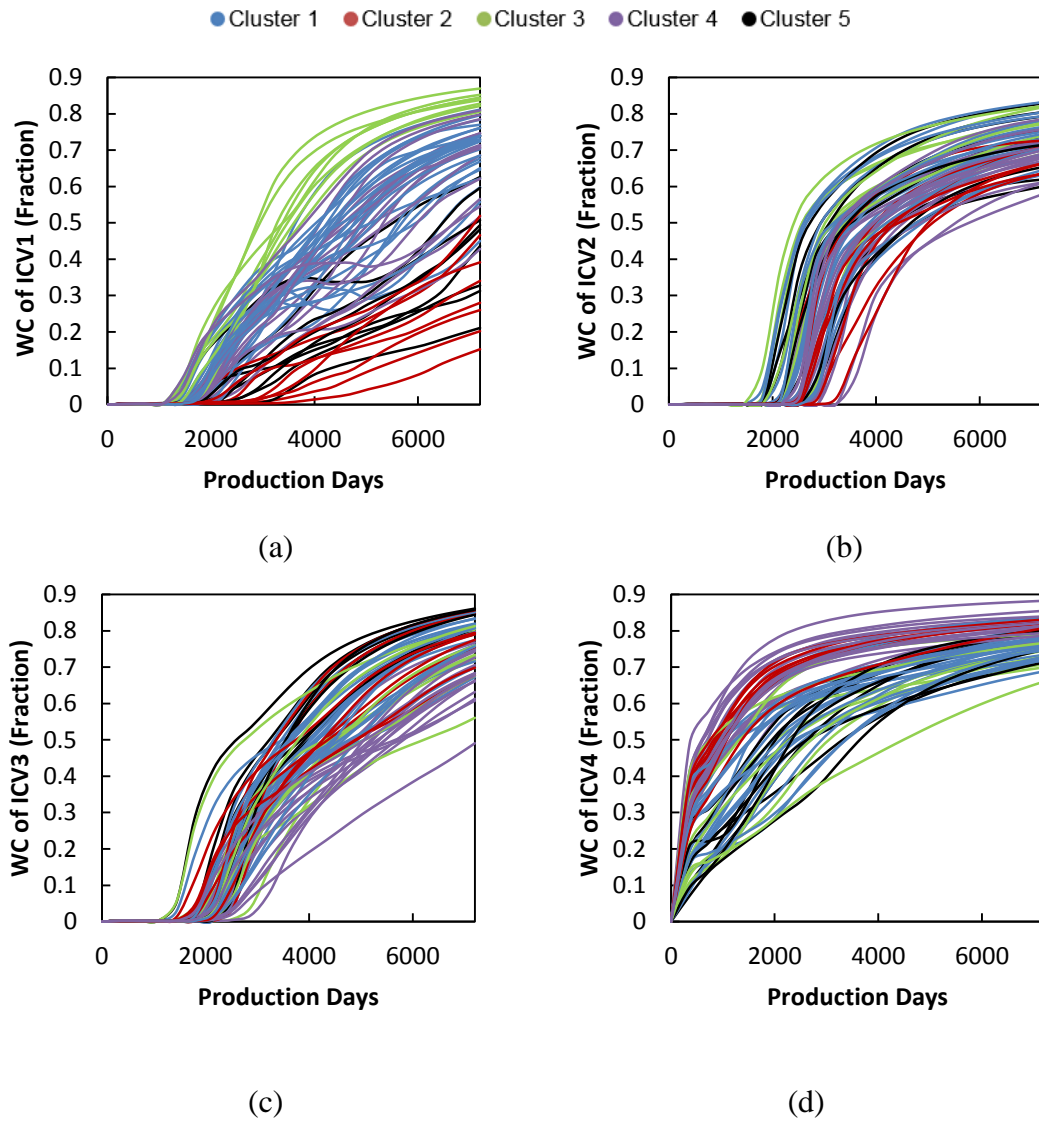 Cluster 1 Cluster 2 Cluster 3 Cluster 4 Cluster 5
WC of ICV1 (Fraction)
0.9
0.8
0.7
0.6
0.5
0.4
0.3
0.2
0.1
0
0 2000 4000 6000
Production Days
(a)
WC of ICV2 (Fraction)
0.9
0.8
0.7
0.6
0.5
0.4
0.3
0.2
0.1
0
0 2000 4000 6000
Production Days
(b)
WC of ICV3 (Fraction)
0.9
0.8
0.7
0.6
0.5
0.4
0.3
0.2
0.1
0
0 2000 4000 6000
Production Days
(c)
WC of ICV4 (Fraction)
0.9
0.8
0.7
0.6
0.5
0.4
0.3
0.2
0.1
0
0 2000 4000 6000
Production Days
(d)